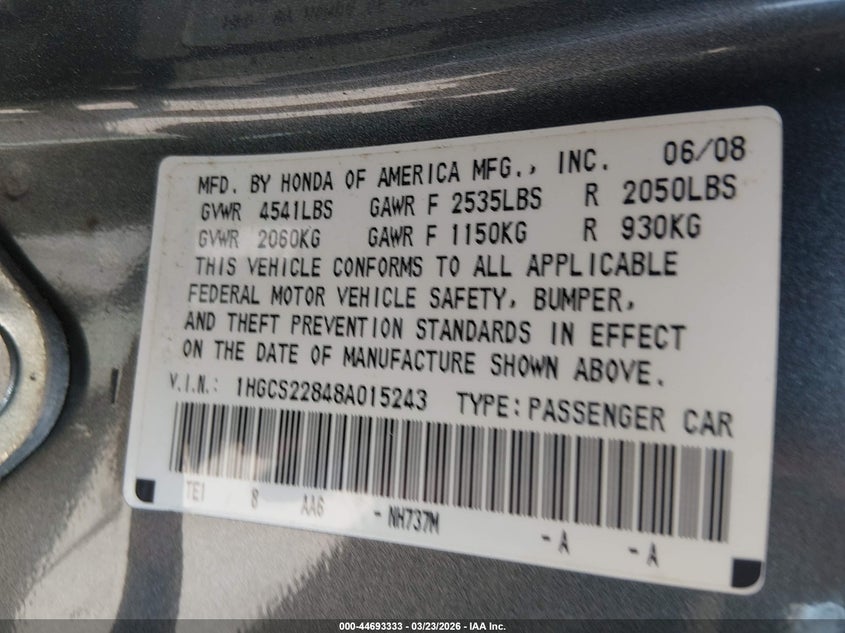 MFD. BY HONDA OF AMERICA MFG., INC. 06/08
GVWR 4541LBS GAWR F 2535LBS R 2050LBS
GVWR 2060KG GAWR F 1150KG R 930KG
THIS VEHICLE CONFORMS TO ALL APPLICABLE
FEDERAL MOTOR VEHICLE SAFETY, BUMPER,
AND THEFT PREVENTION STANDARDS IN EFFECT
ON THE DATE OF MANUFACTURE SHOWN ABOVE.
V.I.N.: 1HGCS22848A015243 TYPE: PASSENGER CAR
TE1 8 AA6 - NH737M - A - A
000-44693333 - 03/23/2026 - IAA Inc.